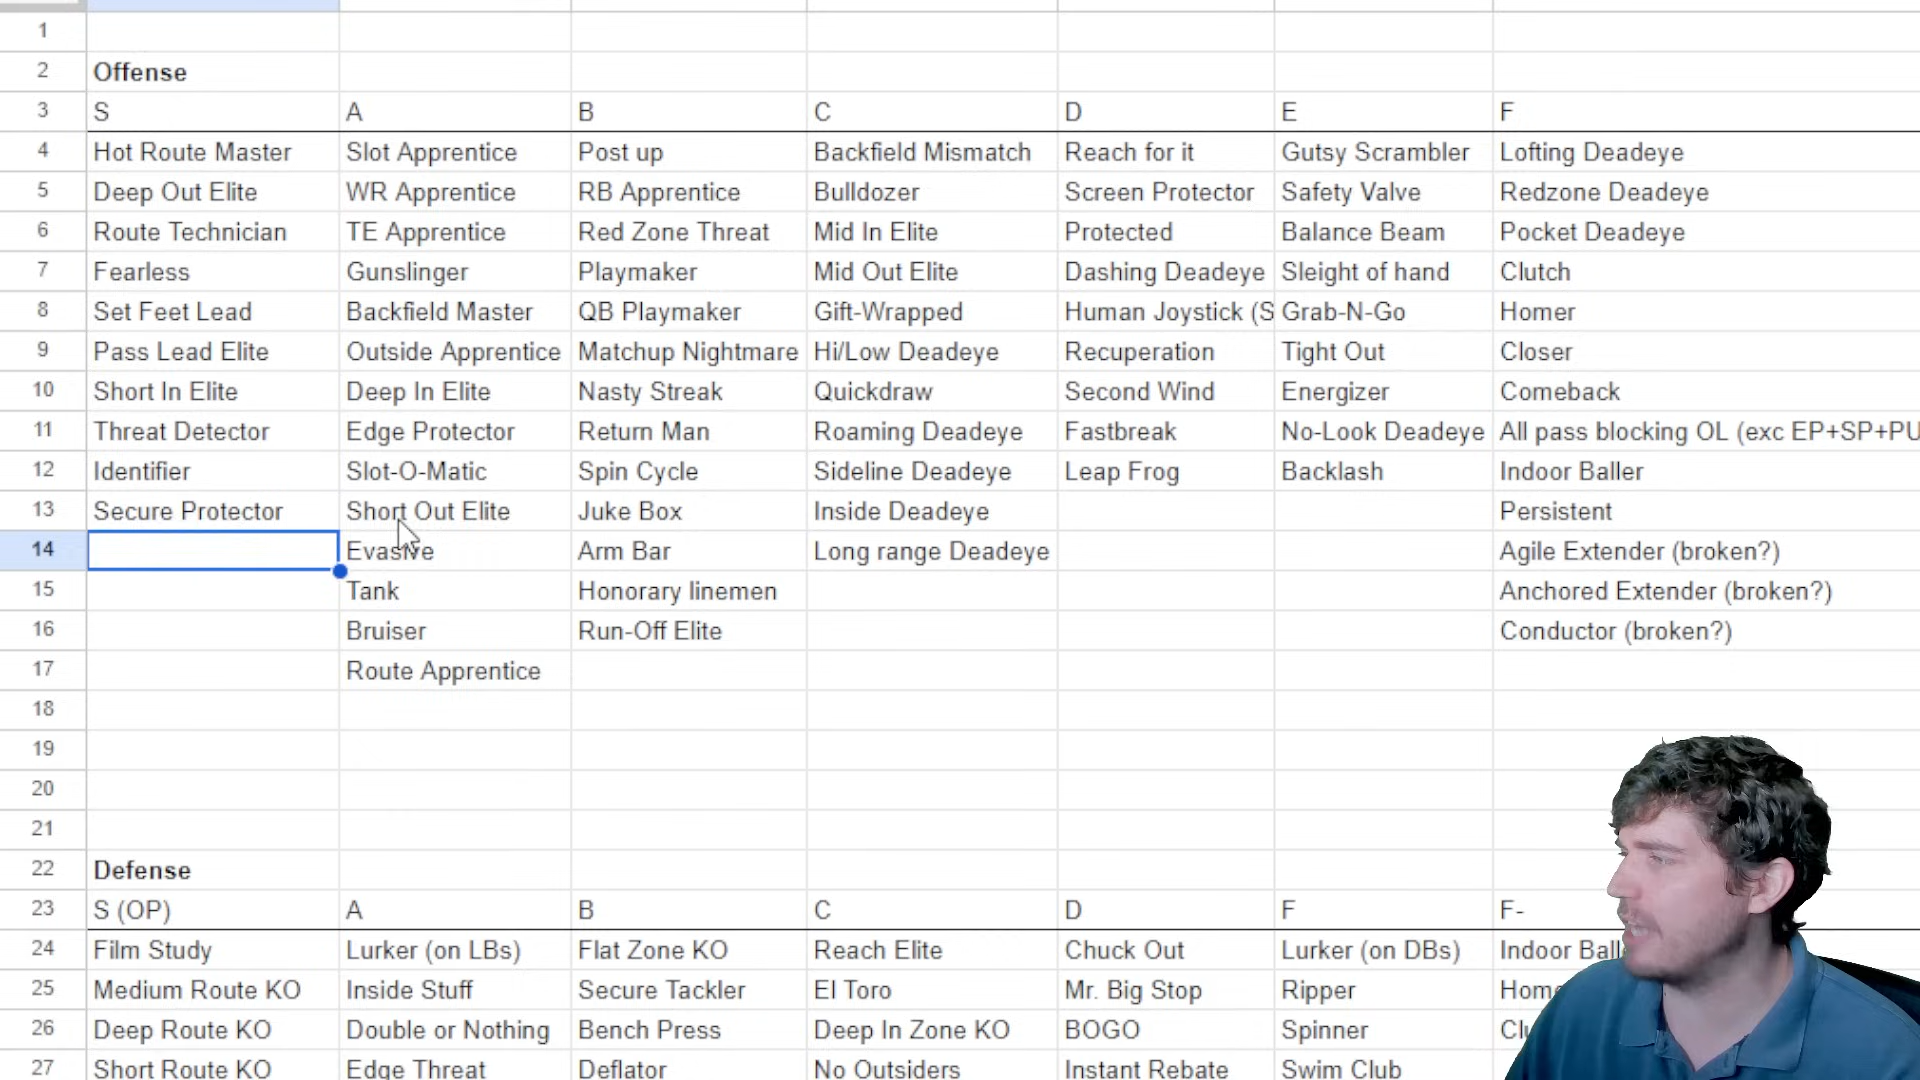 1
2 Offense
3 S A B C D E F
4 Hot Route Master Slot Apprentice Post up Backfield Mismatch Reach for it Gutsy Scrambler Lofting Deadeye
5 Deep Out Elite WR Apprentice RB Apprentice Bulldozer Screen Protector Safety Valve Redzone Deadeye
6 Route Technician TE Apprentice Red Zone Threat Mid In Elite Protected Balance Beam Pocket Deadeye
7 Fearless Gunslinger Playmaker Mid Out Elite Dashing Deadeye Sleight of hand Clutch
8 Set Feet Lead Backfield Master QB Playmaker Gift-Wrapped Human Joystick (S Grab-N-Go Homer
9 Pass Lead Elite Outside Apprentice Matchup Nightmare Hi/Low Deadeye Recuperation Tight Out Closer
10 Short In Elite Deep In Elite Nasty Streak Quickdraw Second Wind Energizer Comeback
11 Threat Detector Edge Protector Return Man Roaming Deadeye Fastbreak No-Look Deadeye All pass blocking OL (exc EP+SP+PU
12 Identifier Slot-O-Matic Spin Cycle Sideline Deadeye Leap Frog Backlash Indoor Baller
13 Secure Protector Short Out Elite Juke Box Inside Deadeye Persistent
14 Evasive Arm Bar Long range Deadeye Agile Extender (broken?)
15 Tank Honorary linemen Anchored Extender (broken?)
16 Bruiser Run-Off Elite Conductor (broken?)
17 Route Apprentice
18
19
20
21
22 Defense
23 S (OP) A B C D F F-
24 Film Study Lurker (on LBs) Flat Zone KO Reach Elite Chuck Out Lurker (on DBs) Indoor
25 Medium Route KO Inside Stuff Secure Tackler El Toro Mr. Big Stop Ripper
26 Deep Route KO Double or Nothing Bench Press Deep In Zone KO BOGO Spinner
27 Short Route KO Edge Threat Deflator No Outsiders Instant Rebate Swim Club